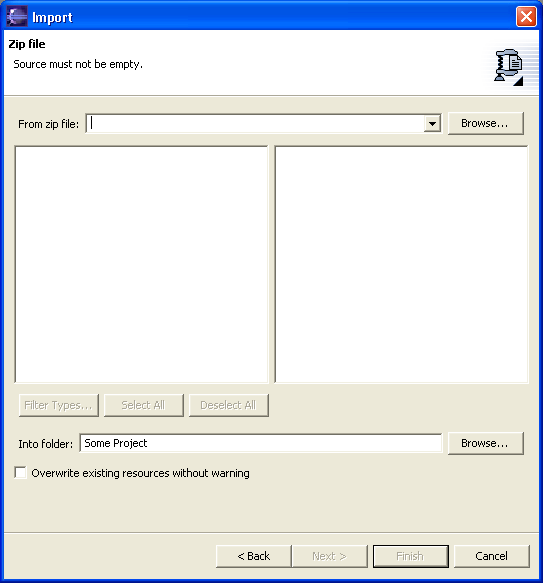 Import
Zip file
Source must not be empty.
From zip file:
Browse...
Filter Types...
Select All
Deselect All
Into folder:
Some Project
Browse...
Overwrite existing resources without warning
< Back
Next >
Finish
Cancel